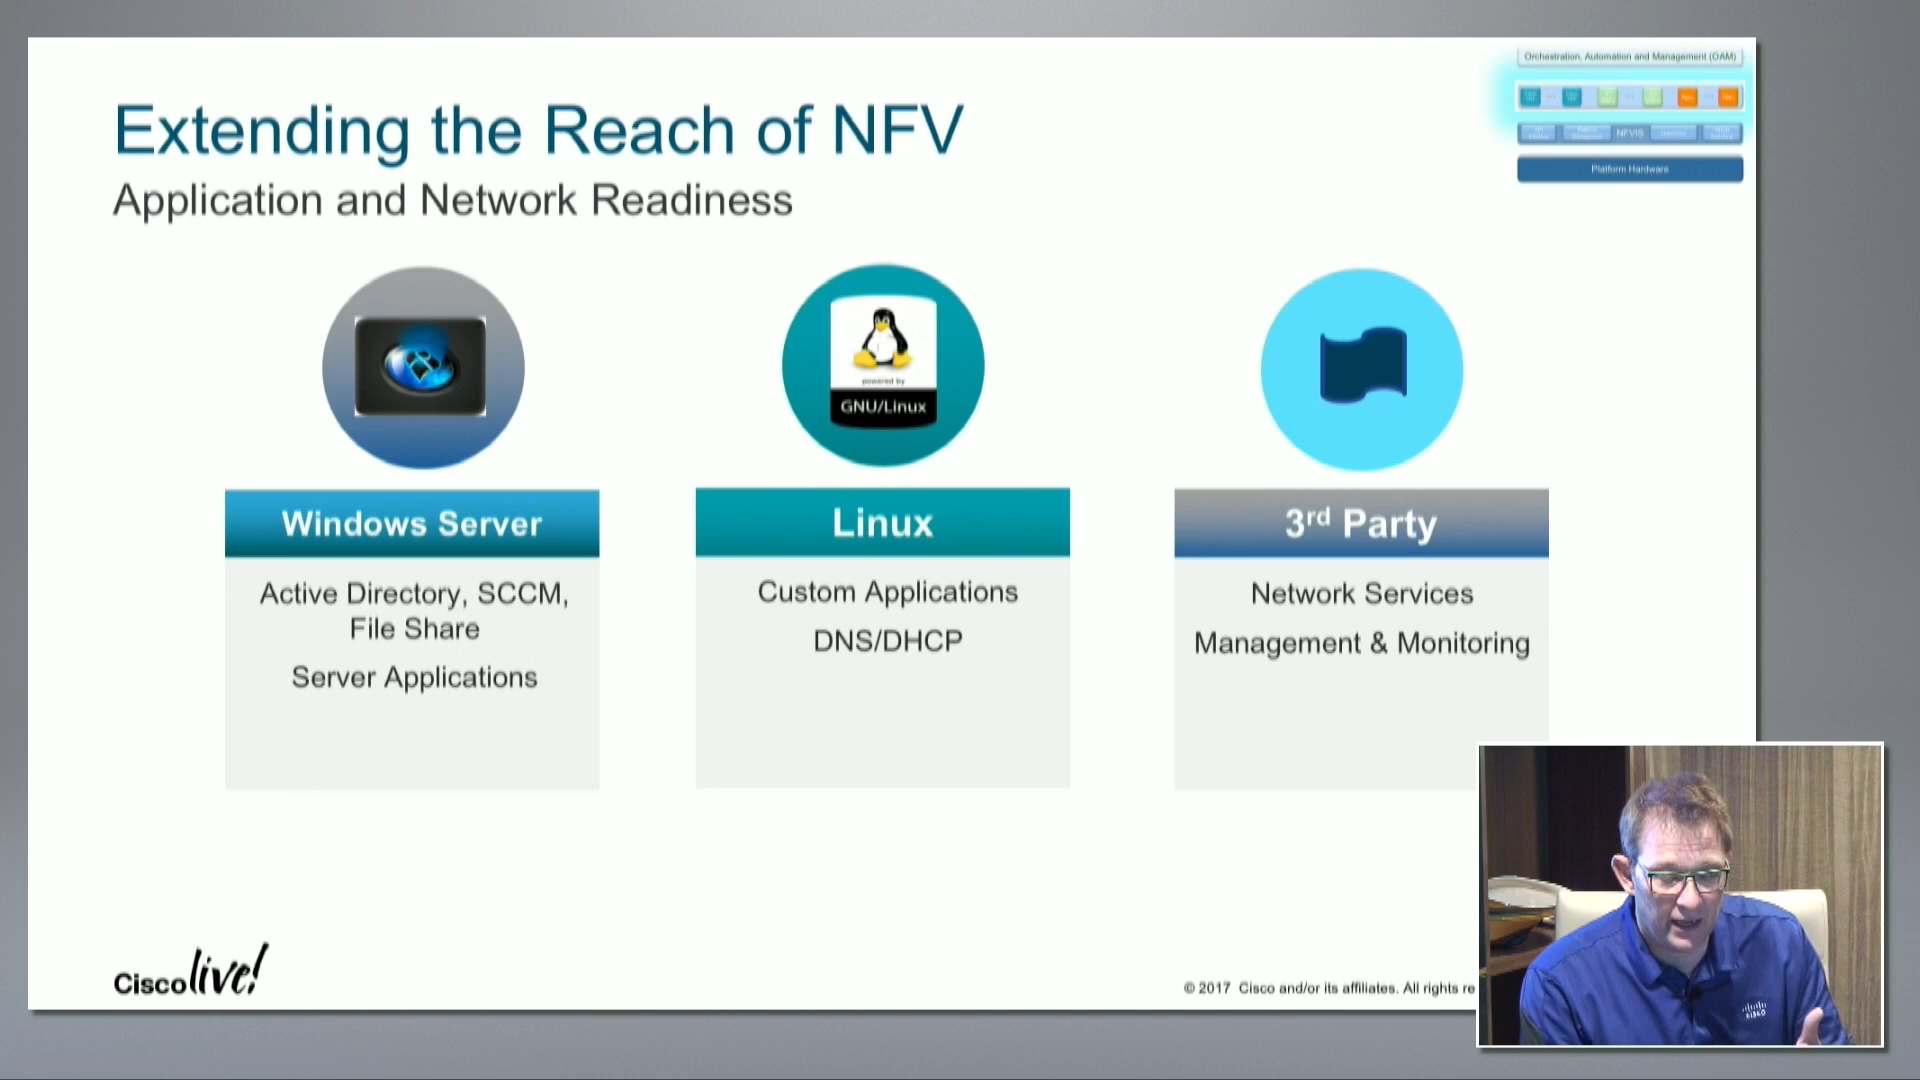 Orchestration, Automation and Management (OAM)
NFVIS
Platform Hardware
Extending the Reach of NFV
Application and Network Readiness
powered by
GNU/Linux
Windows Server
Active Directory, SCCM,
File Share
Server Applications
Linux
Custom Applications
DNS/DHCP
3rd Party
Network Services
Management & Monitoring
Cisco live!
© 2017 Cisco and/or its affiliates. All rights re
cisco